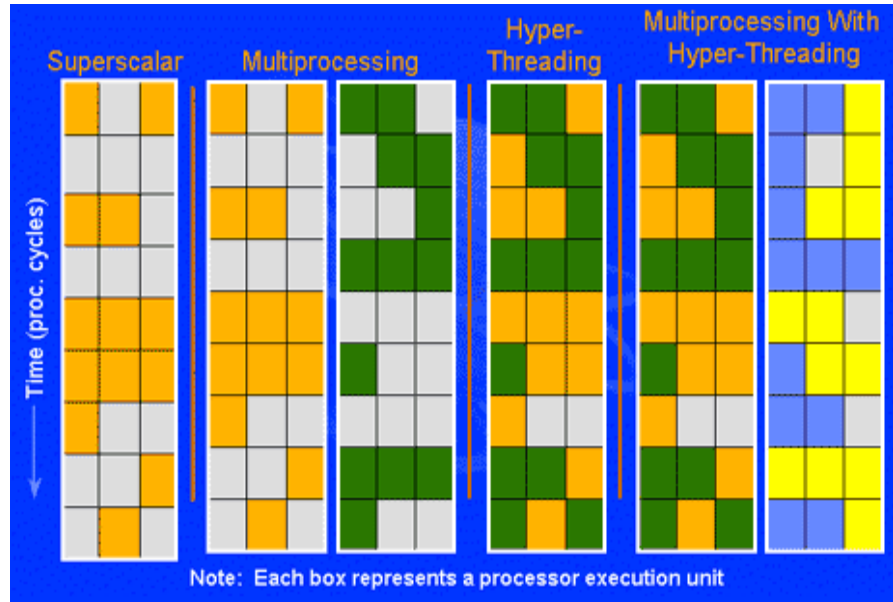 Superscalar
Multiprocessing
Hyper-
Threading
Multiprocessing With
Hyper-Threading
Time (proc. cycles)
Note: Each box represents a processor execution unit